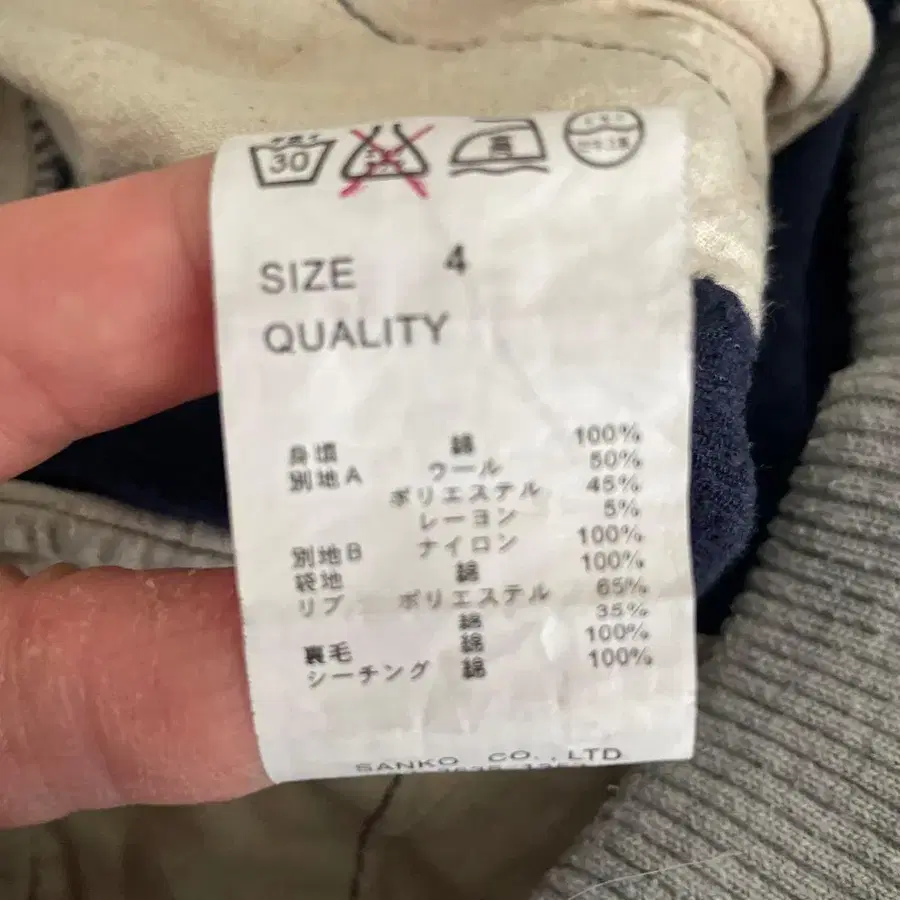 30 高
SIZE 4
QUALITY
身頃 綿 100%
別地A ウール 50%
ポリエステル 45%
レーヨン 5%
別地B ナイロン 100%
袋地 綿 100%
リブ ポリエステル 65%
綿 35%
裏毛 綿 100%
シーチング 綿 100%
SANKO CO.,LTD